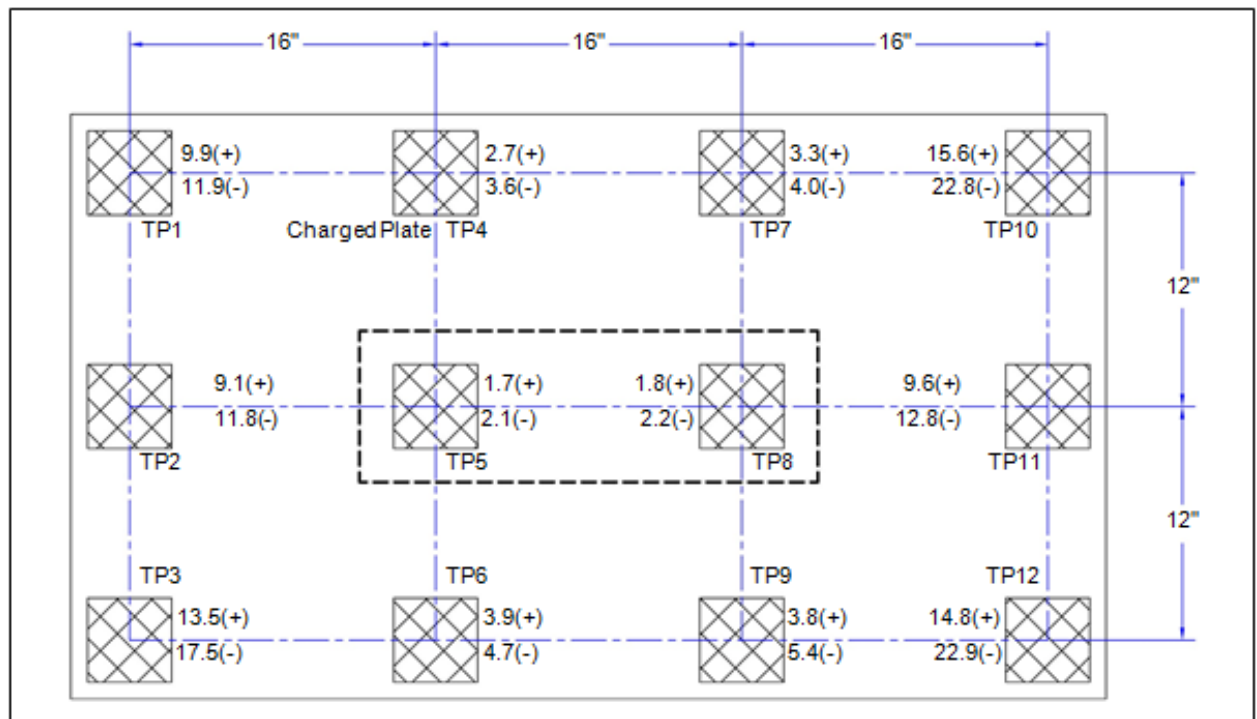 16" 16" 16"
9.9(+) 2.7(+) 3.3(+) 15.6(+)
11.9(-) 3.6(-) 4.0(-) 22.8(-)
TP1 Charged Plate TP4 TP7 TP10
12"
9.1(+) 1.7(+) 1.8(+) 9.6(+)
11.8(-) 2.1(-) 2.2(-) 12.8(-)
TP2 TP5 TP8 TP11
12"
TP3 TP6 TP9 TP12
13.5(+) 3.9(+) 3.8(+) 14.8(+)
17.5(-) 4.7(-) 5.4(-) 22.9(-)